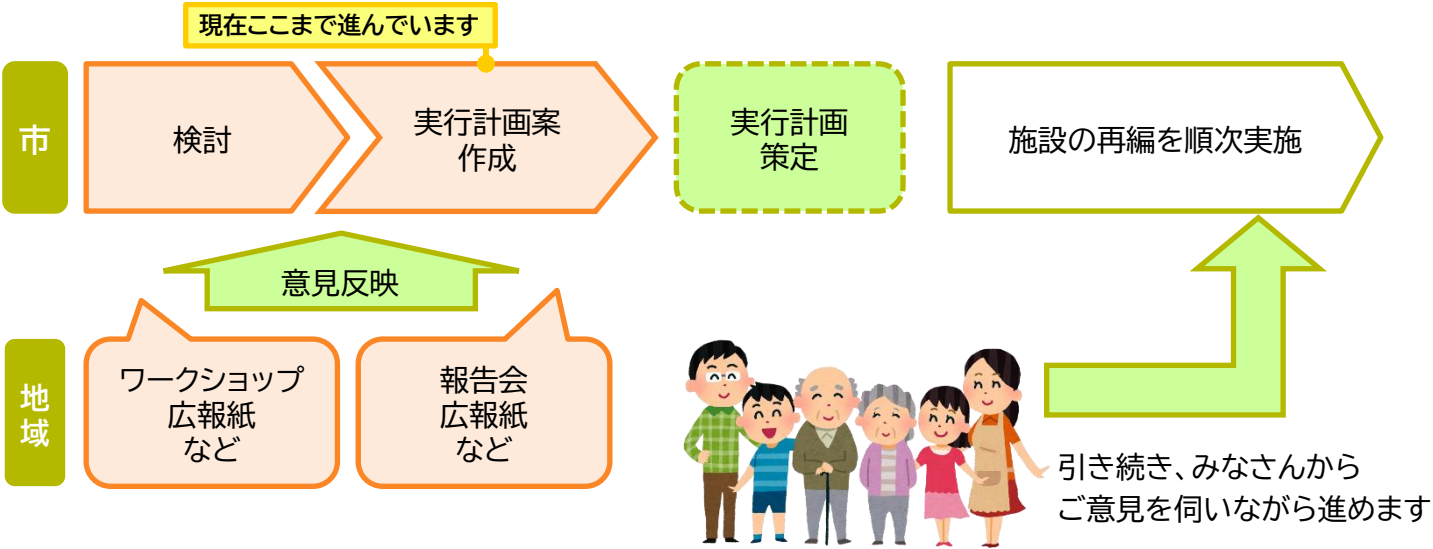 現在ここまで進んでいます
市
検討
実行計画案
作成
実行計画
策定
施設の再編を順次実施
意見反映
地域
ワークショップ
広報紙
など
報告会
広報紙
など
引き続き、みなさんから
ご意見を伺いながら進めます